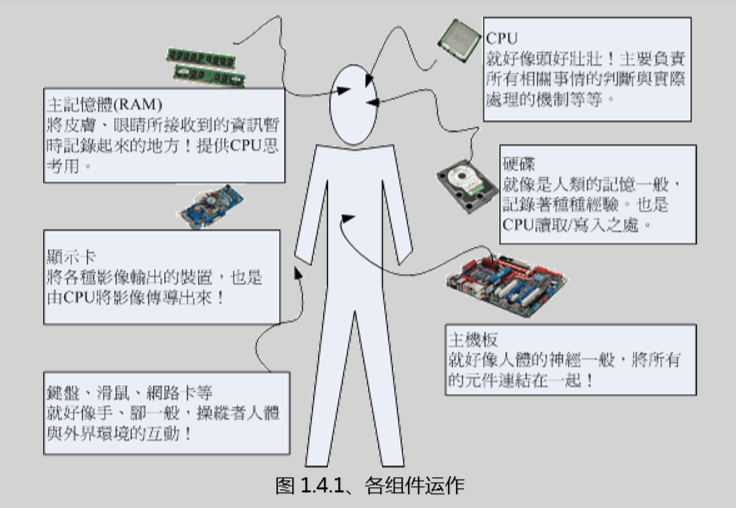 CPU
就好像頭好壯壯！主要負責
所有相關事情的判斷與實際
處理的機制等等。
主記憶體(RAM)
將皮膚、眼睛所接收到的資訊暫
時記錄起來的地方！提供CPU思
考用。
硬碟
就像是人類的記憶一般，
記錄著種種經驗。也是
CPU讀取/寫入之處。
顯示卡
將各種影像輸出的裝置，也是
由CPU將影像傳導出來！
主機板
就好像人體的神經一般，將所有
的元件連結在一起！
鍵盤、滑鼠、網路卡等
就好像手、腳一般，操縱者人體
與外界環境的互動！
图 1.4.1、各组件运作